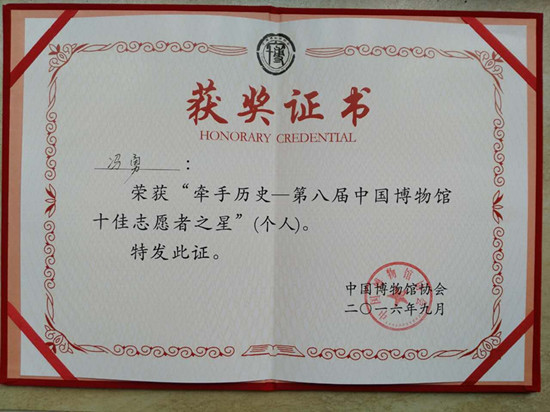 获奖证书
HONORARY CREDENTIAL
冯勇：
荣获“牵手历史—第八届中国博物馆
十佳志愿者之星”(个人)。
特发此证。
中国博物馆协会
二〇一六年九月